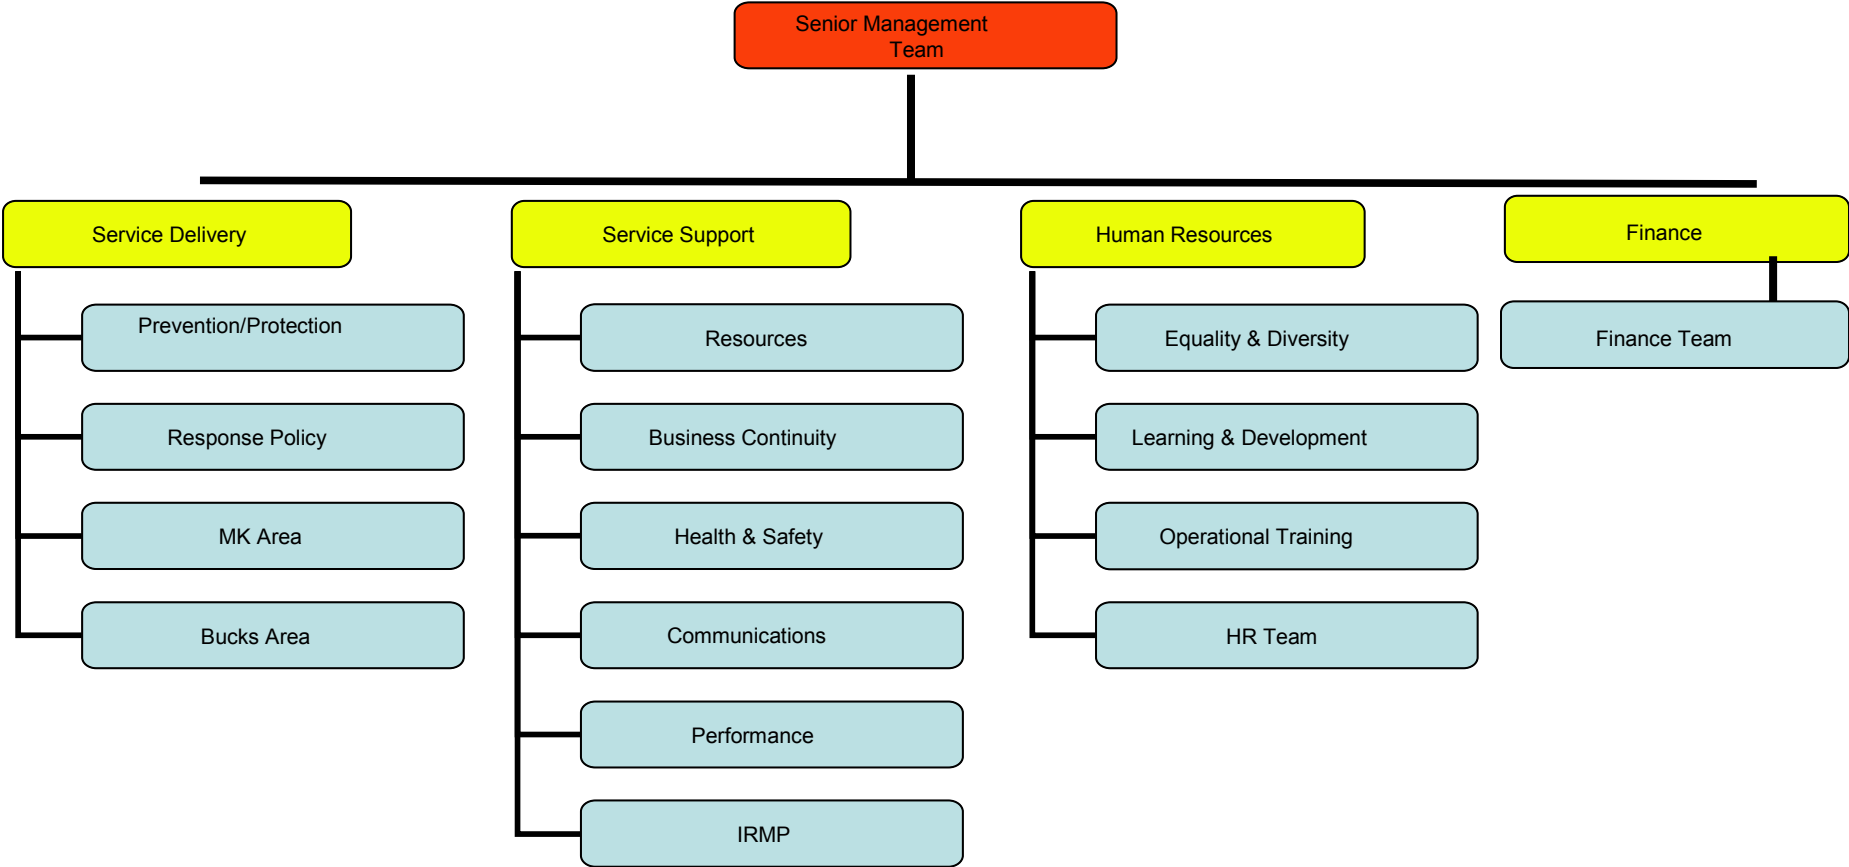 Senior Management
Team
Service Delivery
Service Support
Human Resources
Finance
Prevention/Protection
Resources
Equality & Diversity
Finance Team
Response Policy
Business Continuity
Learning & Development
MK Area
Health & Safety
Operational Training
Bucks Area
Communications
HR Team
Performance
IRMP